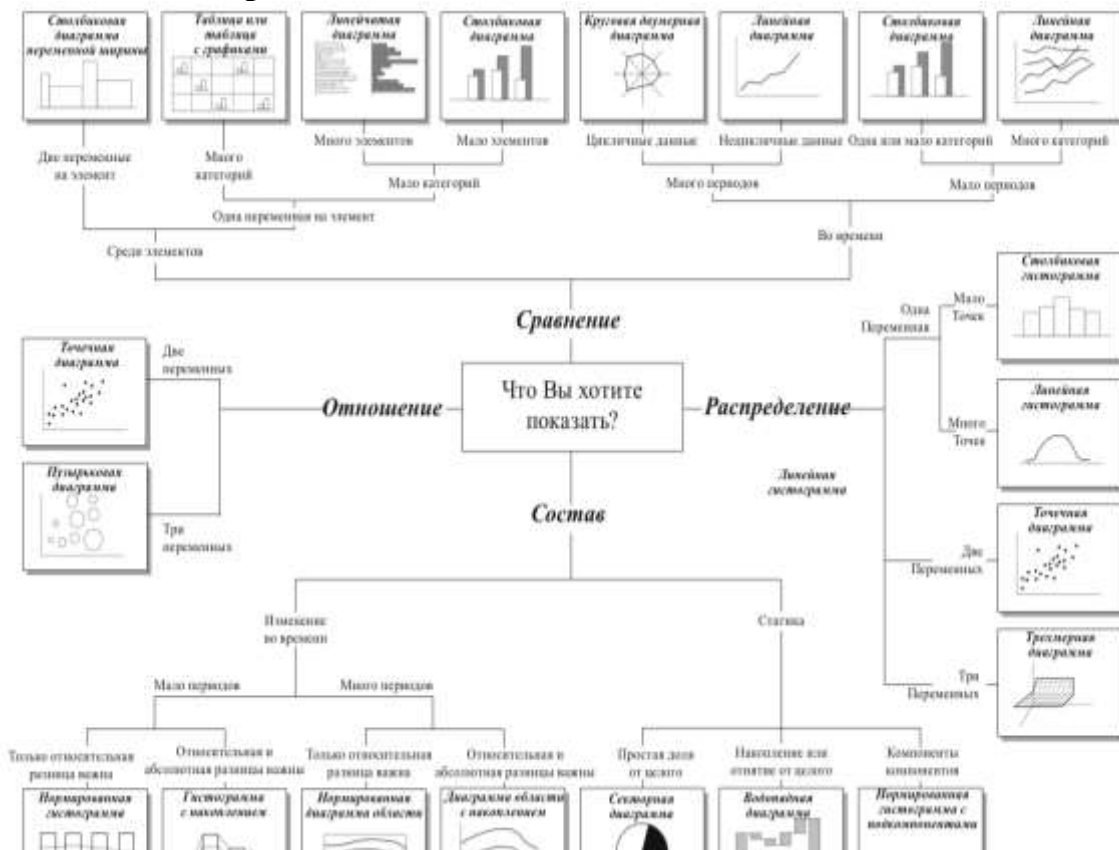 Столбиковая
диаграмма
переменной ширины
Таблица или
таблица
с графиками
Линейчатая
диаграмма
Столбиковая
диаграмма
Круговая двумерная
диаграмма
Линейная
диаграмма
Столбиковая
диаграмма
Линейная
диаграмма
Две переменные
на элемент
Много
категорий
Много элементов
Мало элементов
Цикличные данные
Нецикличные данные
Одна или мало категорий
Много категорий
Мало категорий
Много периодов
Мало периодов
Одна переменная на элемент
Среди элементов
Во времени
Сравнение
Что Вы хотите
показать?
Отношение
Точечная
диаграмма
Две
переменных
Пузырьковая
диаграмма
Три
переменных
Распределение
Одна
Переменная
Мало
Точек
Столбиковая
гистограмма
Много
Точек
Линейная
гистограмма
Линейная
гистограмма
Две
Переменных
Точечная
диаграмма
Три
Переменных
Трехмерная
диаграмма
Состав
Изменение
во времени
Статика
Мало периодов
Много периодов
Только относительная
разница важна
Относительная и
абсолютная разницы важны
Только относительная
разница важна
Относительная и
абсолютная разницы важны
Простая доля
от целого
Накопление или
отнятие от целого
Компоненты
компонентов
Нормированная
гистограмма
Гистограмма
с накоплением
Нормированная
диаграмма области
Диаграмма области
с накоплением
Секторная
диаграмма
Водопадная
диаграмма
Нормированная
гистограмма с
подкомпонентами